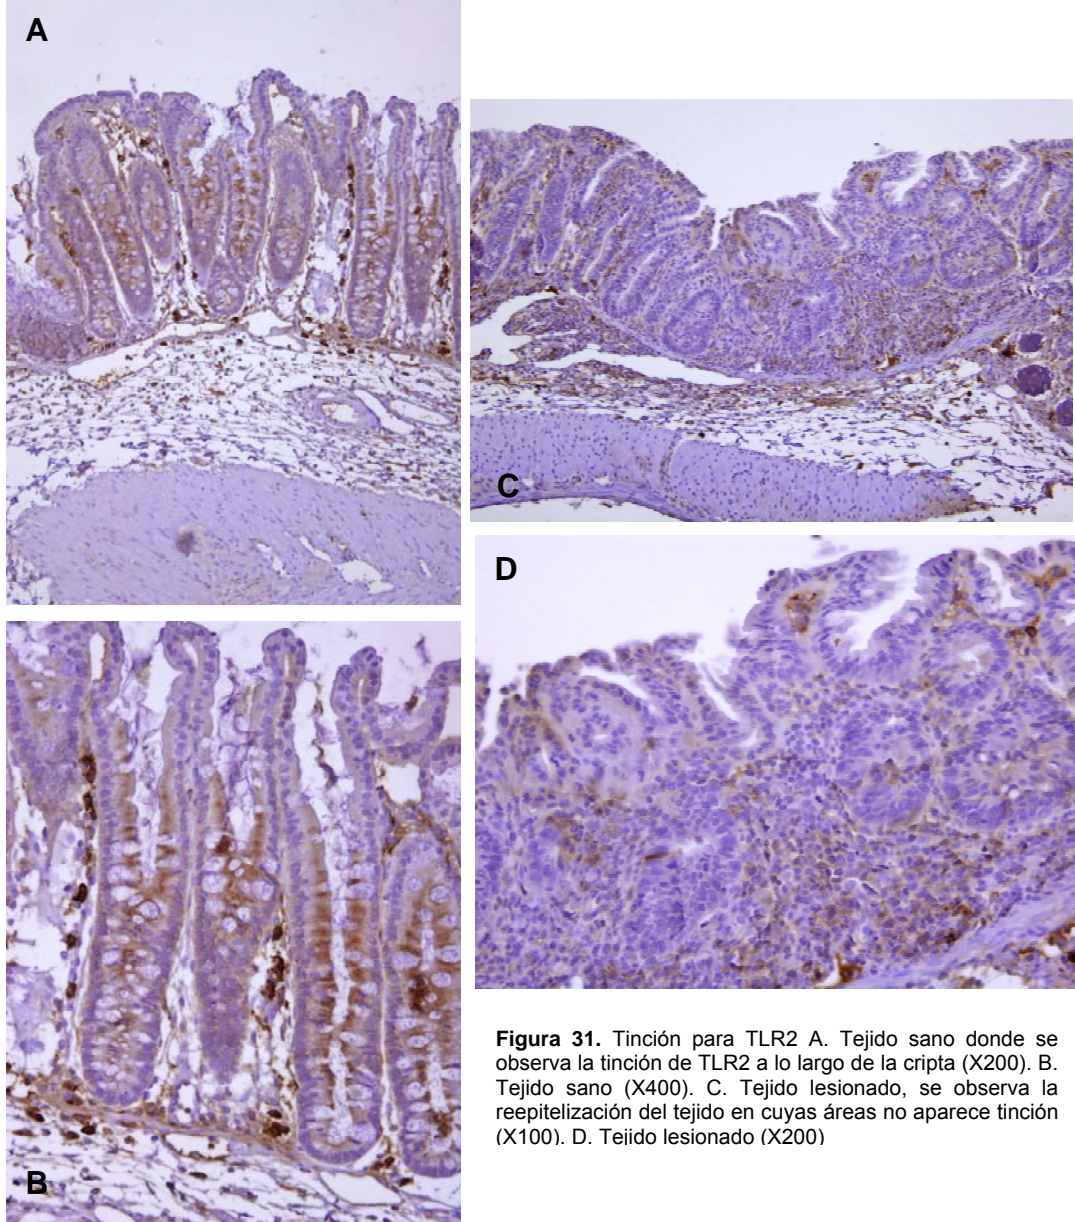 A
C
D
B
Figura 31. Tinción para TLR2 A. Tejido sano donde se
observa la tinción de TLR2 a lo largo de la cripta (X200). B.
Tejido sano (X400). C. Tejido lesionado, se observa la
reepitelización del tejido en cuyas áreas no aparece tinción
(X100). D. Tejido lesionado (X200)